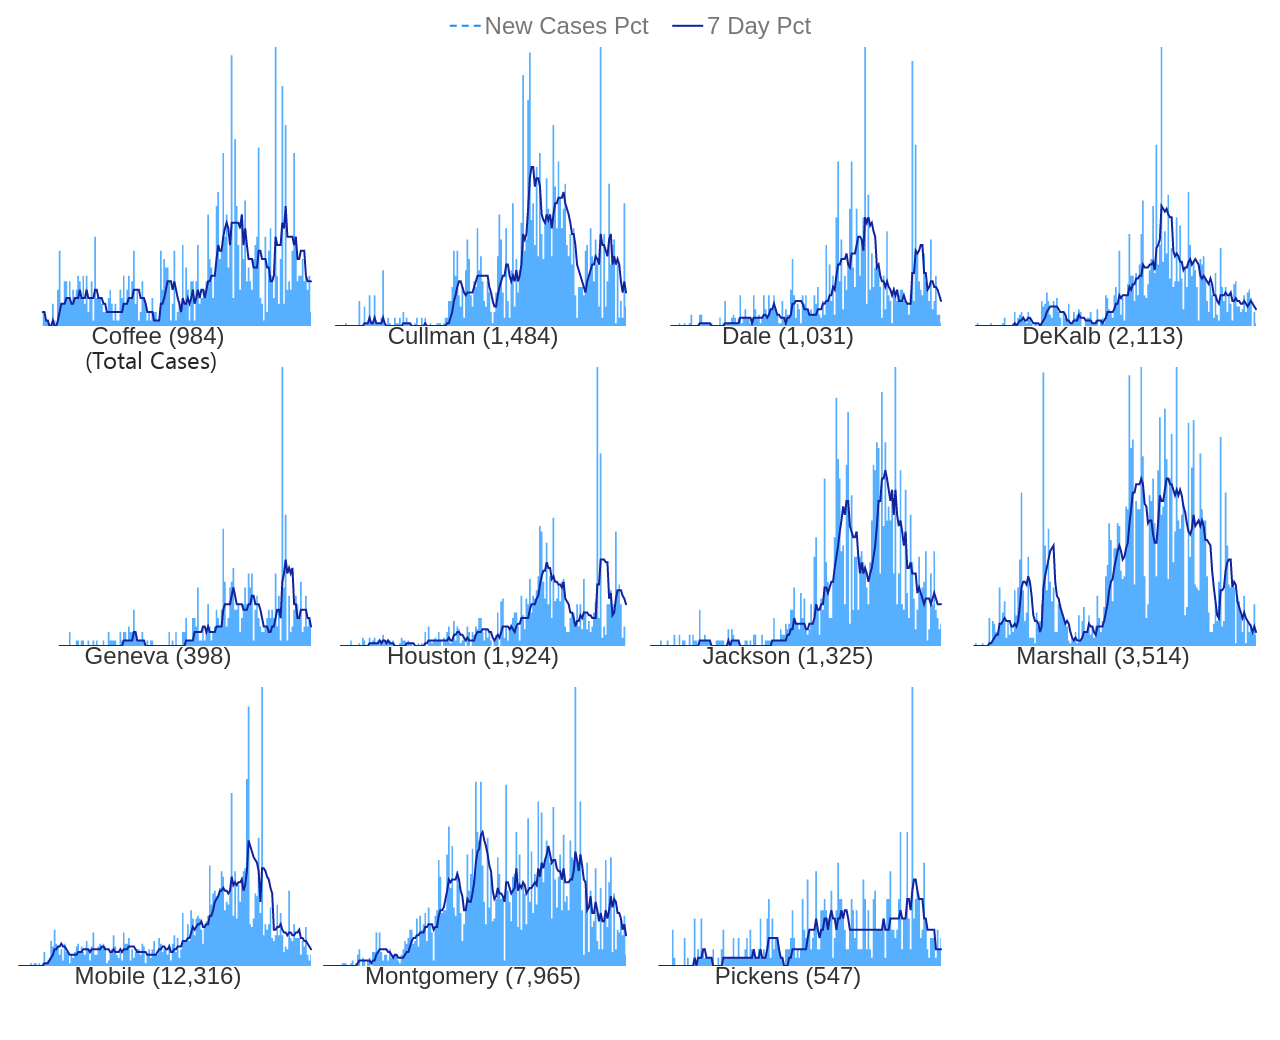 New Cases Pct 7 Day Pct
Coffee (984) Cullman (1,484) Dale (1,031) DeKalb (2,113)
(Total Cases)
Geneva (398) Houston (1,924) Jackson (1,325) Marshall (3,514)
Mobile (12,316) Montgomery (7,965) Pickens (547)